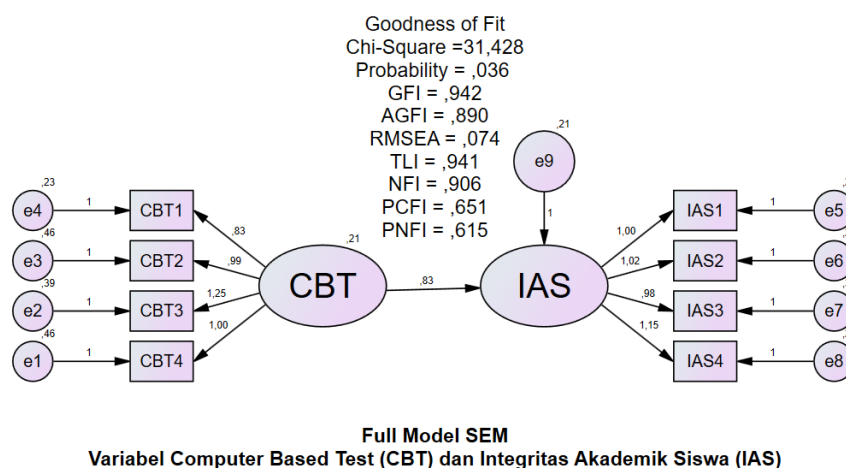 Goodness of Fit
Chi-Square =31,428
Probability = ,036
GFI = ,942
AGFI = ,890
RMSEA = ,074
TLI = ,941
NFI = ,906
PCFI = ,651
PNFI = ,615
,21
e9
1
,23
e4
1
CBT1
,83
,46
e3
1
CBT2
,99
,39
e2
1
CBT3
1,25
,46
e1
1
CBT4
1,00
,21
CBT
,83
IAS
1,00
IAS1
1
e5
1,02
IAS2
1
e6
,98
IAS3
1
e7
1,15
IAS4
1
e8
Full Model SEM
Variabel Computer Based Test (CBT) dan Integritas Akademik Siswa (IAS)